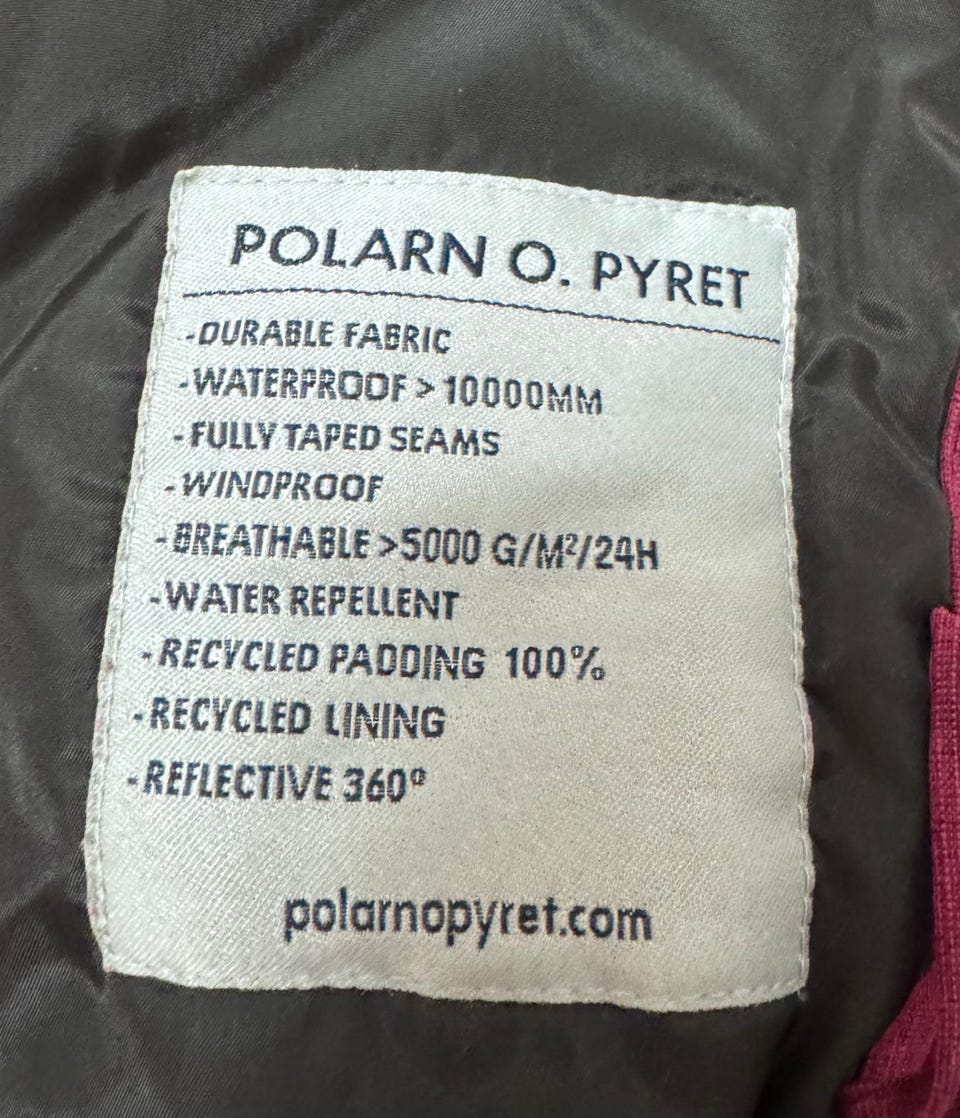 POLARN O. PYRET
-DURABLE FABRIC
-WATERPROOF > 10000MM
-FULLY TAPED SEAMS
-WINDPROOF
-BREATHABLE >5000 G/M²/24H
-WATER REPELLENT
-RECYCLED PADDING 100%
-RECYCLED LINING
-REFLECTIVE 360°
polarnopyret.com